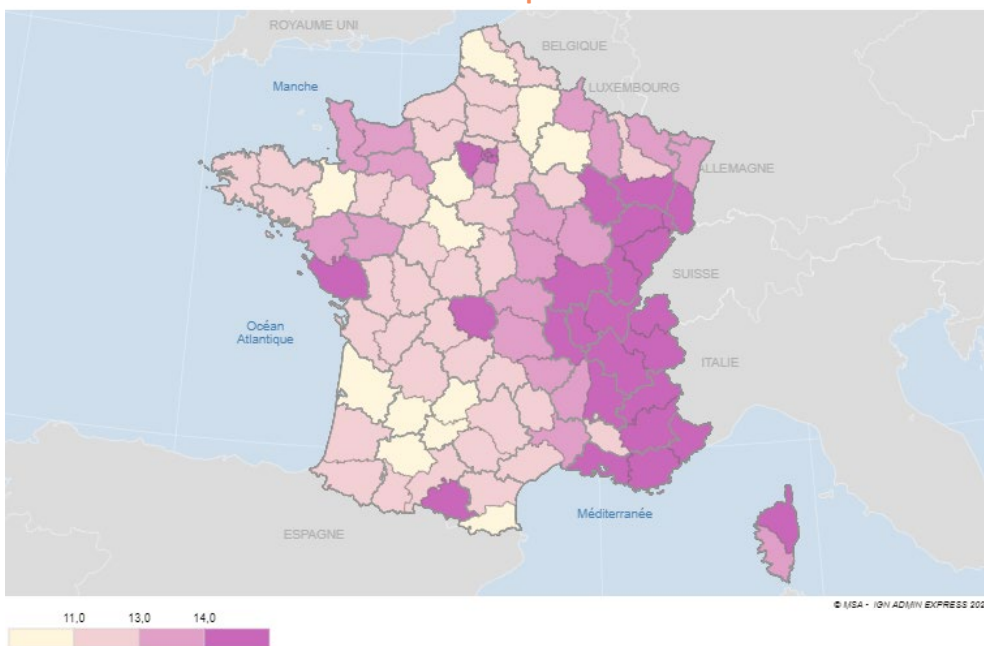 ROYAUME UNI
BELGIQUE
Manche
LUXEMBOURG
ALLEMAGNE
SUISSE
Océan
Atlantique
ITALIE
Méditerranée
ESPAGNE
© MSA - IGN ADMIN EXPRESS 202
11,0 13,0 14,0